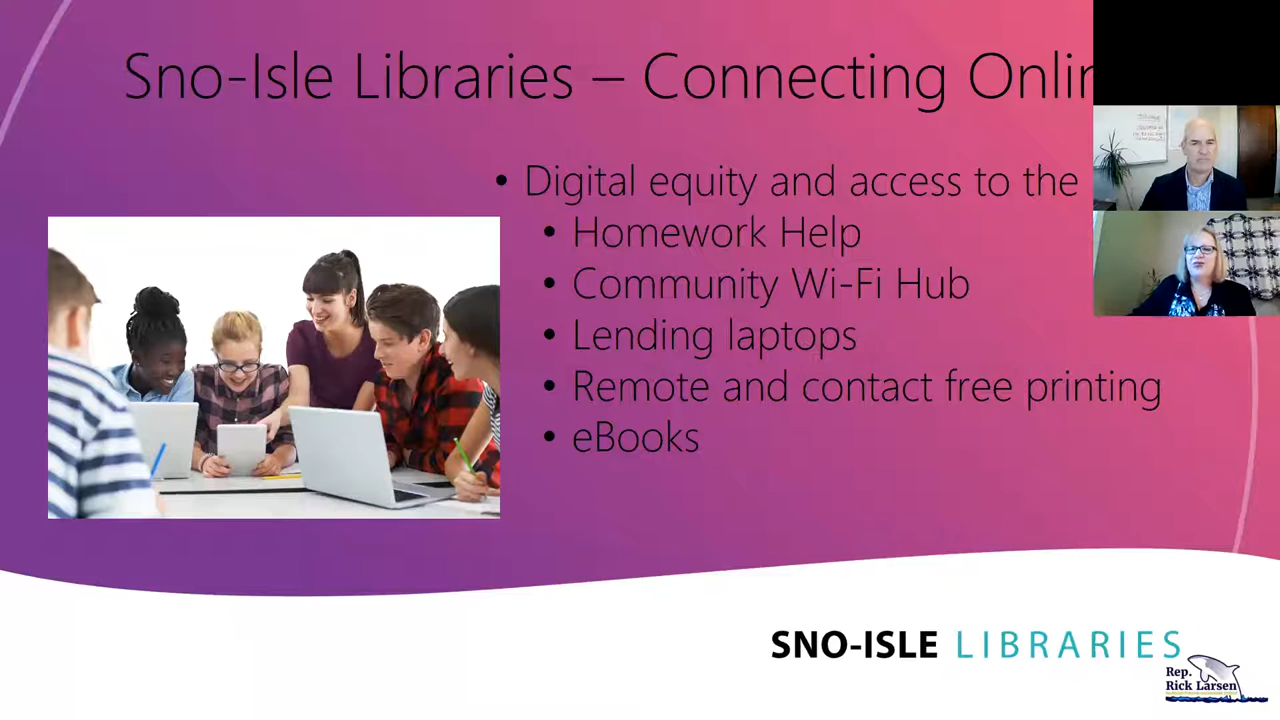 Sno-Isle Libraries – Connecting Onlin
• Digital equity and access to the
• Homework Help
• Community Wi-Fi Hub
• Lending laptops
• Remote and contact free printing
• eBooks
SNO-ISLE LIBRARIES
Rep.
Rick Larsen